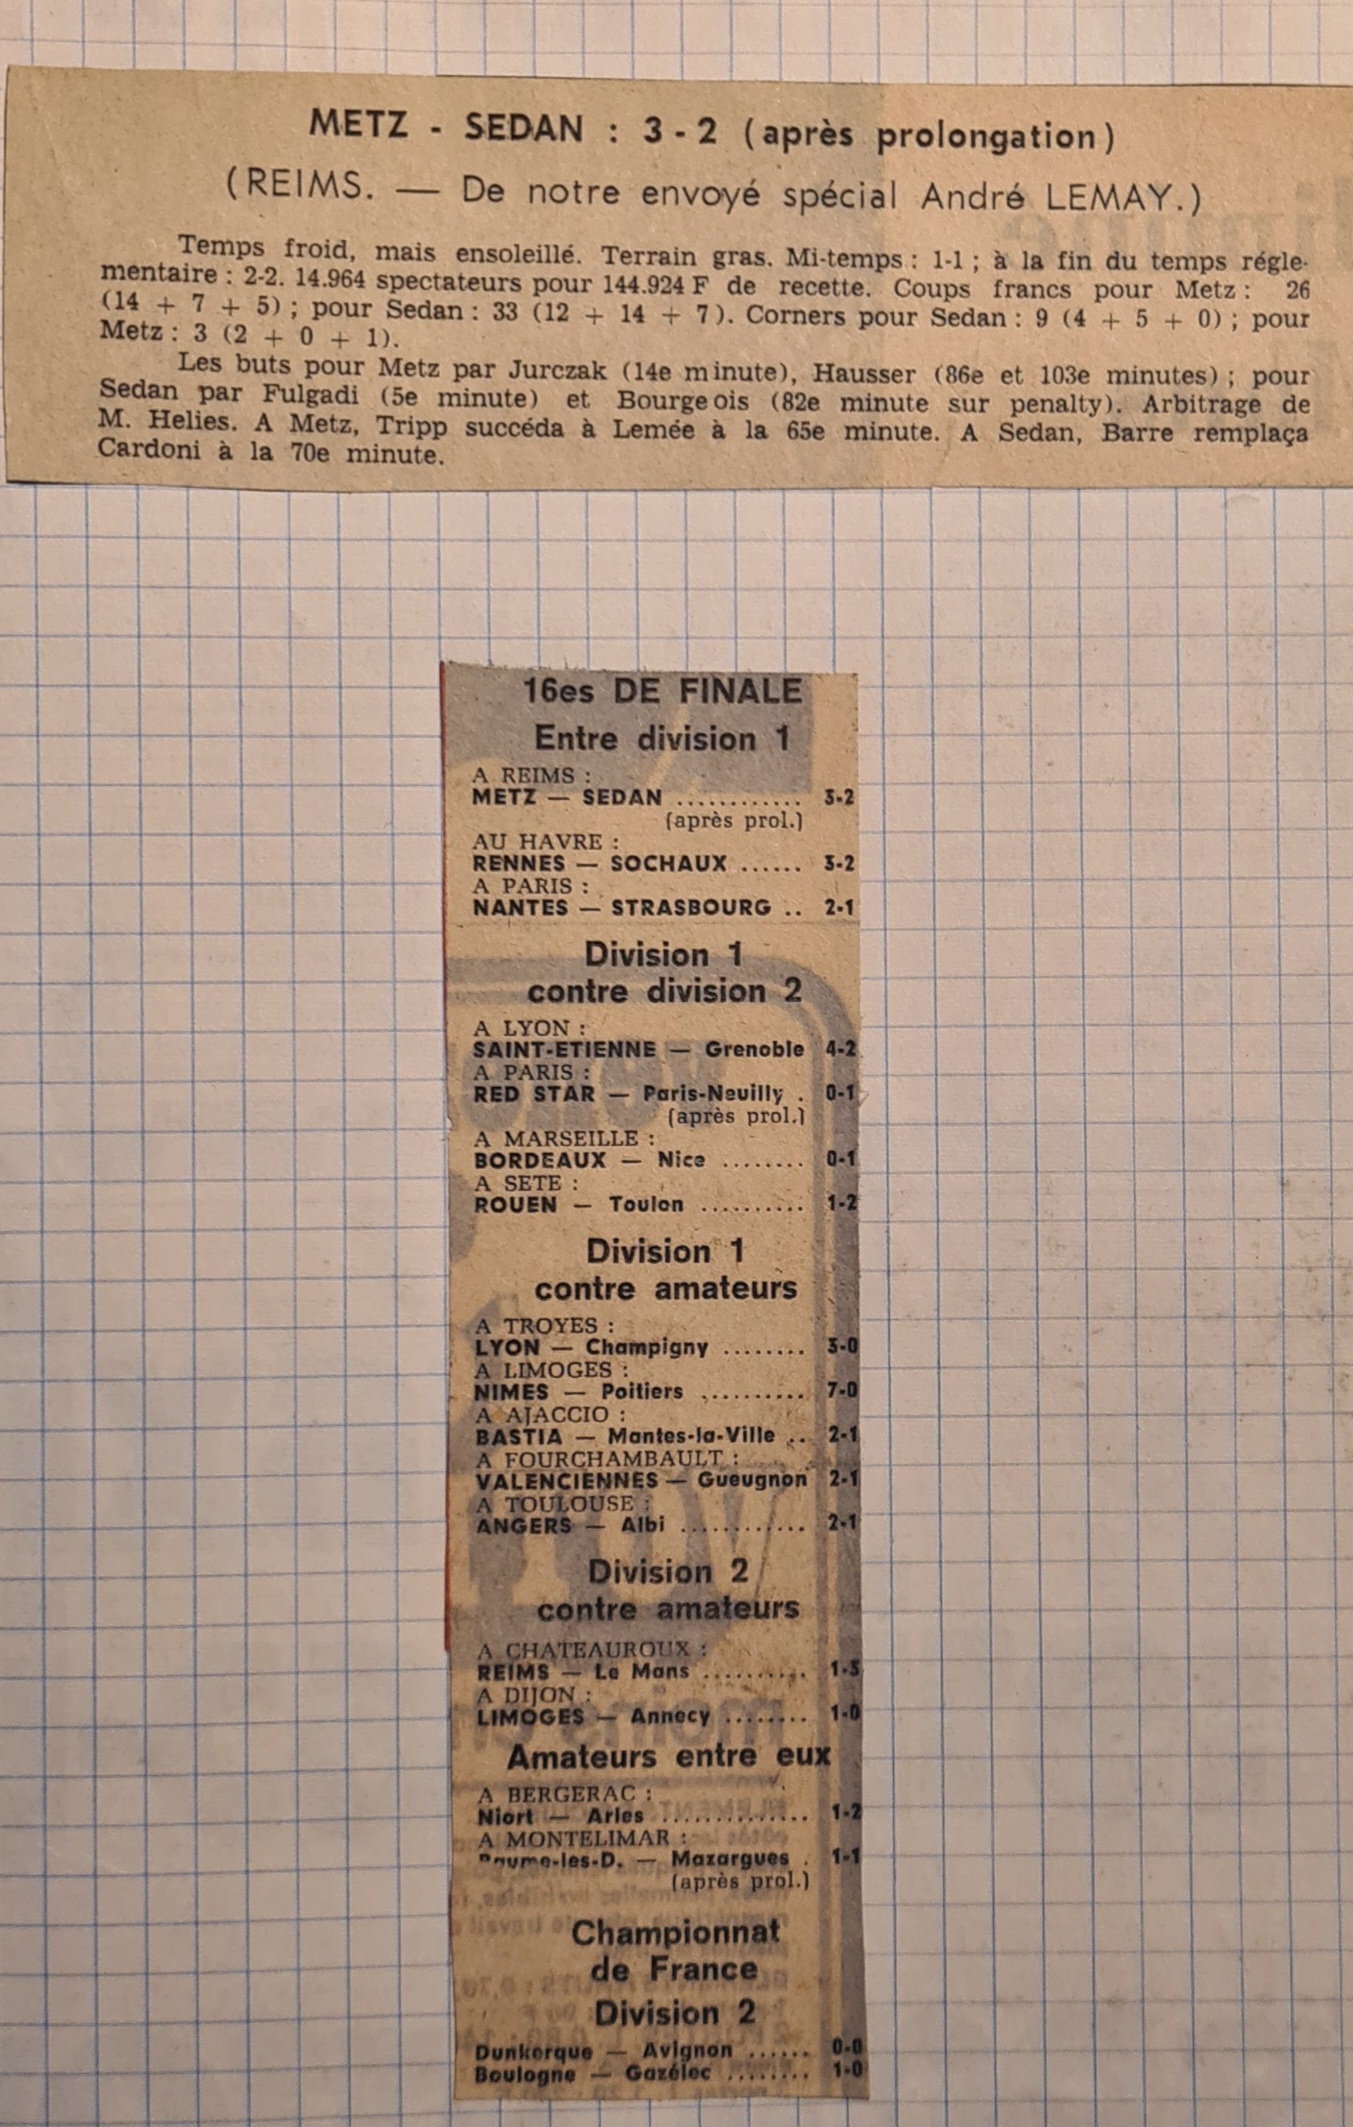 METZ - SEDAN : 3 - 2 (après prolongation)
(REIMS. — De notre envoyé spécial André LEMAY.)
Temps froid, mais ensoleillé. Terrain gras. Mi-temps : 1-1 ; à la fin du temps régle-
mentaire : 2-2. 14.964 spectateurs pour 144.924 F de recette. Coups francs pour Metz : 26
(14 + 7 + 5) ; pour Sedan : 33 (12 + 14 + 7). Corners pour Sedan : 9 (4 + 5 + 0) ; pour
Metz : 3 (2 + 0 + 1).
Les buts pour Metz par Jurczak (14e minute), Hausser (86e et 103e minutes) ; pour
Sedan par Fulgadi (5e minute) et Bourgeois (82e minute sur penalty). Arbitrage de
M. Helies. A Metz, Tripp succéda à Lemée à la 65e minute. A Sedan, Barre remplaça
Cardoni à la 70e minute.
16es DE FINALE
Entre division 1
A REIMS :
METZ — SEDAN ............ 3-2
(après prol.)
AU HAVRE :
RENNES — SOCHAUX ...... 3-2
A PARIS :
NANTES — STRASBOURG .. 2-1
Division 1
contre division 2
A LYON :
SAINT-ETIENNE — Grenoble 4-2
A PARIS :
RED STAR — Paris-Neuilly . 0-1
(après prol.)
A MARSEILLE :
BORDEAUX — Nice ........ 0-1
A SETE :
ROUEN — Toulon .......... 1-2
Division 1
contre amateurs
A TROYES :
LYON — Champigny ........ 3-0
A LIMOGES :
NIMES — Poitiers .......... 7-0
A AJACCIO :
BASTIA — Mantes-la-Ville .. 2-1
A FOURCHAMBAULT :
VALENCIENNES — Gueugnon 2-1
A TOULOUSE :
ANGERS — Albi ............ 2-1
Division 2
contre amateurs
A CHATEAUROUX :
REIMS — Le Mans .......... 1-3
A DIJON :
LIMOGES — Annecy ........ 1-0
Amateurs entre eux
A BERGERAC :
Niort — Arles .............. 1-2
A MONTELIMAR :
Baume-les-D. — Mazargues . 1-1
(après prol.)
Championnat
de France
Division 2
Dunkerque — Avignon ...... 0-0
Boulogne — Gazélec ........ 1-0